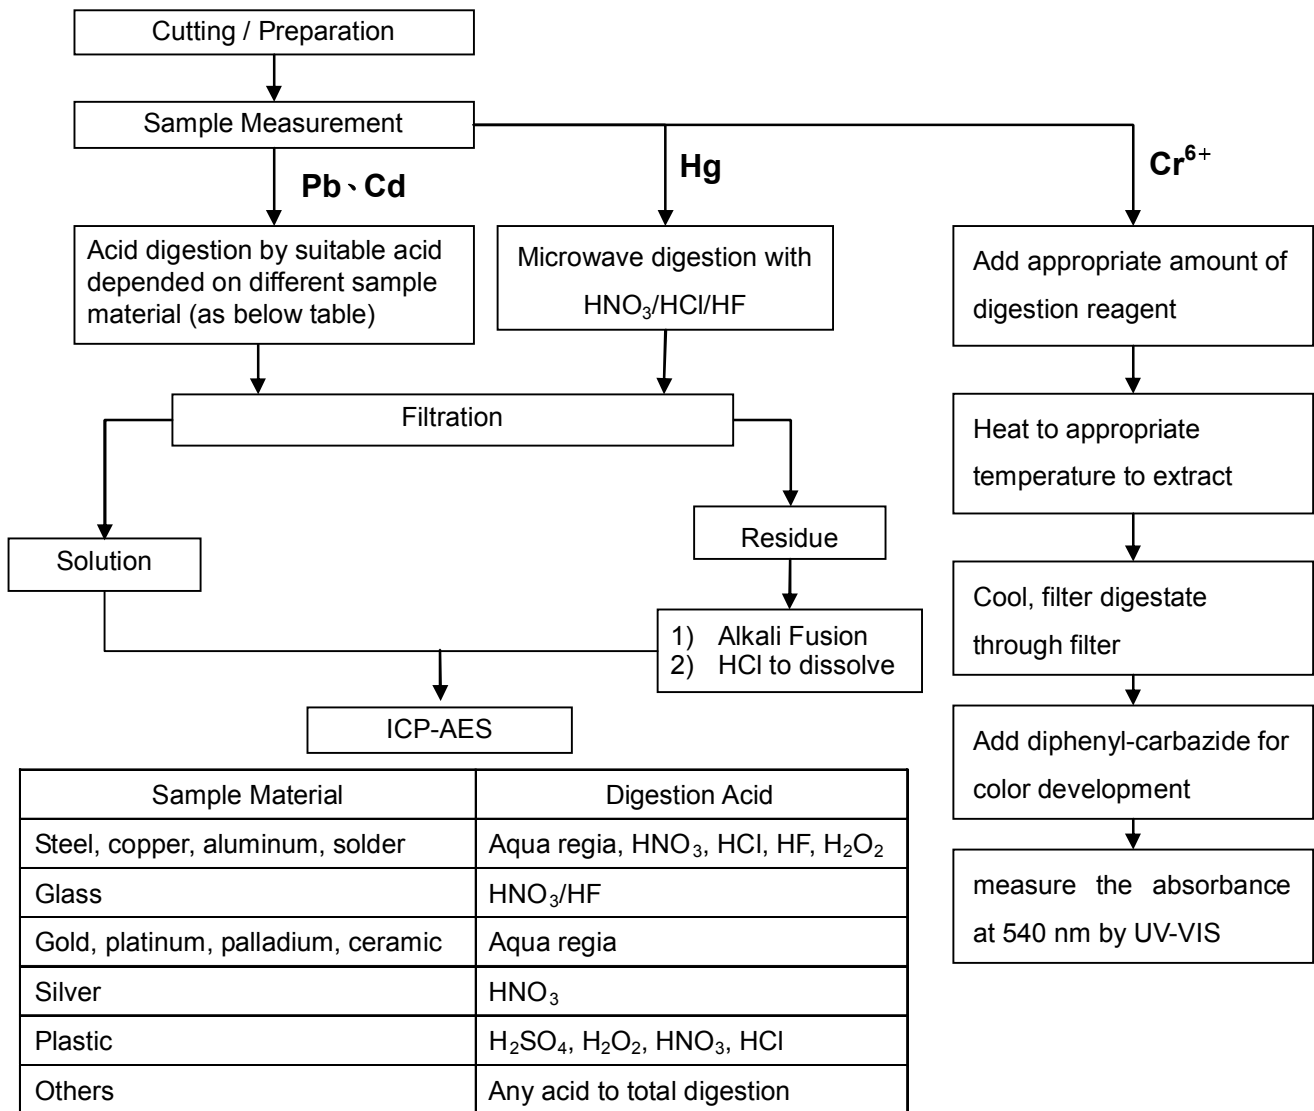 Cutting / Preparation
Sample Measurement
Pb、Cd
Hg
Cr⁶⁺
Acid digestion by suitable acid
depended on different sample
material (as below table)
Microwave digestion with
HNO₃/HCl/HF
Add appropriate amount of
digestion reagent
Filtration
Heat to appropriate
temperature to extract
Solution
Residue
1) Alkali Fusion
2) HCl to dissolve
Cool, filter digestate
through filter
ICP-AES
Add diphenyl-carbazide for
color development
measure the absorbance
at 540 nm by UV-VIS
Sample Material Digestion Acid
Steel, copper, aluminum, solder Aqua regia, HNO₃, HCl, HF, H₂O₂
Glass HNO₃/HF
Gold, platinum, palladium, ceramic Aqua regia
Silver HNO₃
Plastic H₂SO₄, H₂O₂, HNO₃, HCl
Others Any acid to total digestion